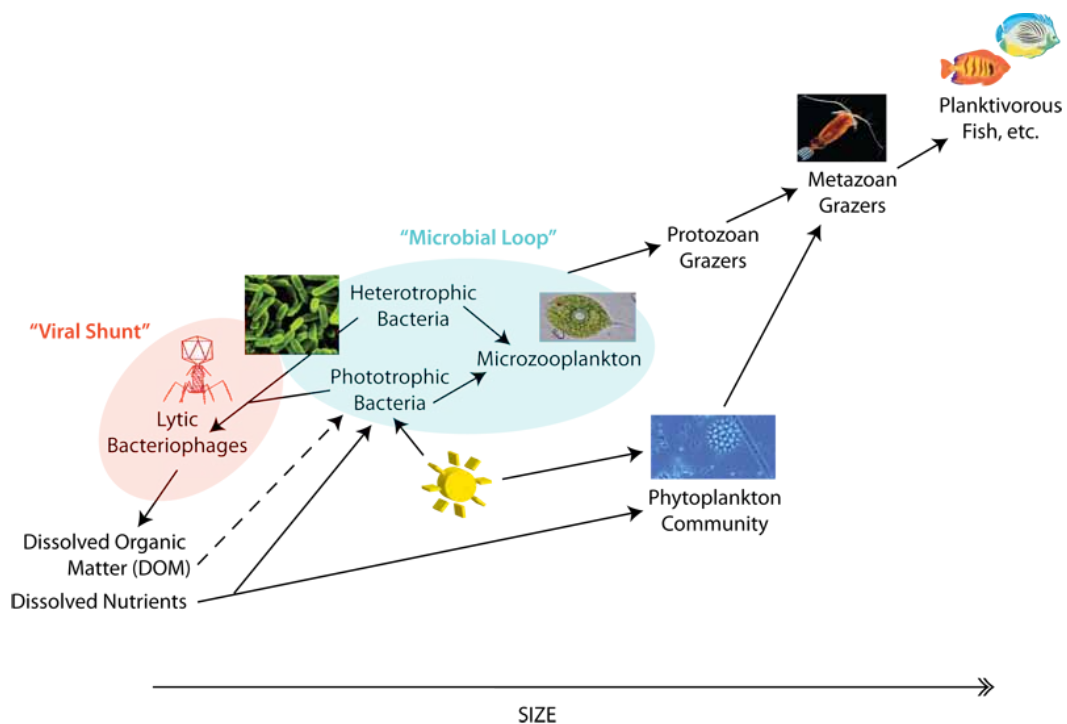 Planktivorous
Fish, etc.
Metazoan
Grazers
Protozoan
Grazers
“Microbial Loop”
Heterotrophic
Bacteria
“Viral Shunt”
Microzooplankton
Phototrophic
Bacteria
Lytic
Bacteriophages
Phytoplankton
Community
Dissolved Organic
Matter (DOM)
Dissolved Nutrients
SIZE